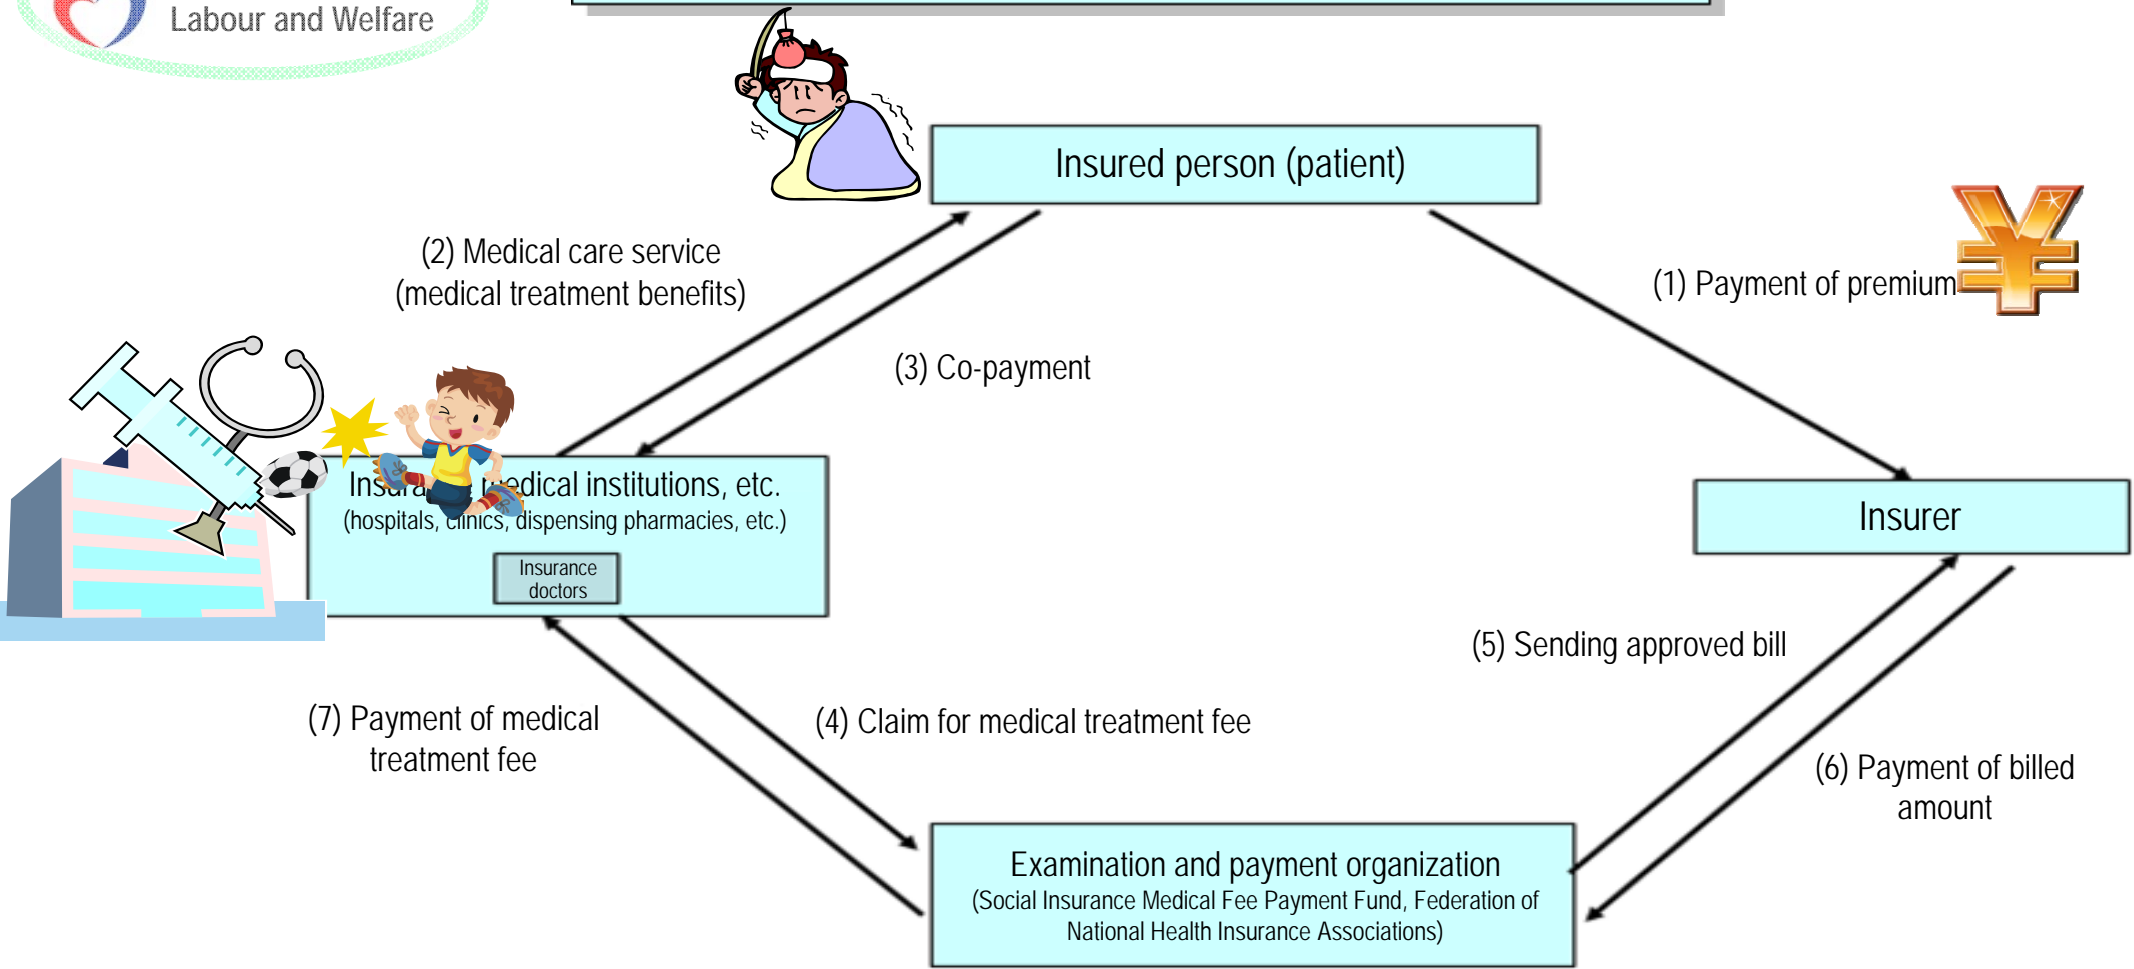 Labour and Welfare
Insured person (patient)
(2) Medical care service
(medical treatment benefits)
(1) Payment of premium
(3) Co-payment
medical institutions, etc.
(hospitals, clinics, dispensing pharmacies, etc.)
Insurance
doctors
Insurer
(5) Sending approved bill
(7) Payment of medical
treatment fee
(4) Claim for medical treatment fee
(6) Payment of billed
amount
Examination and payment organization
(Social Insurance Medical Fee Payment Fund, Federation of
National Health Insurance Associations)